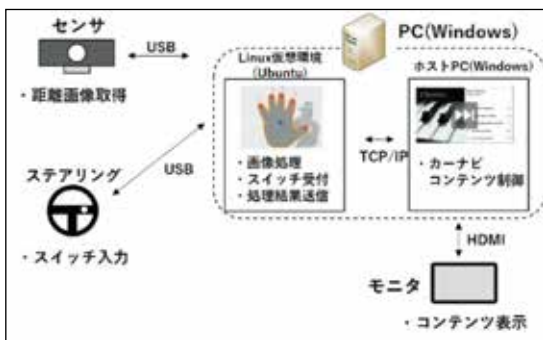 センサ
USB
・距離画像取得
PC(Windows)
Linux仮想環境
(Ubuntu)
ホストPC(Windows)
・画像処理
・スイッチ受付
・処理結果送信
TCP/IP
・カーナビ
コンテンツ制御
USB
ステアリング
・スイッチ入力
HDMI
モニタ
・コンテンツ表示